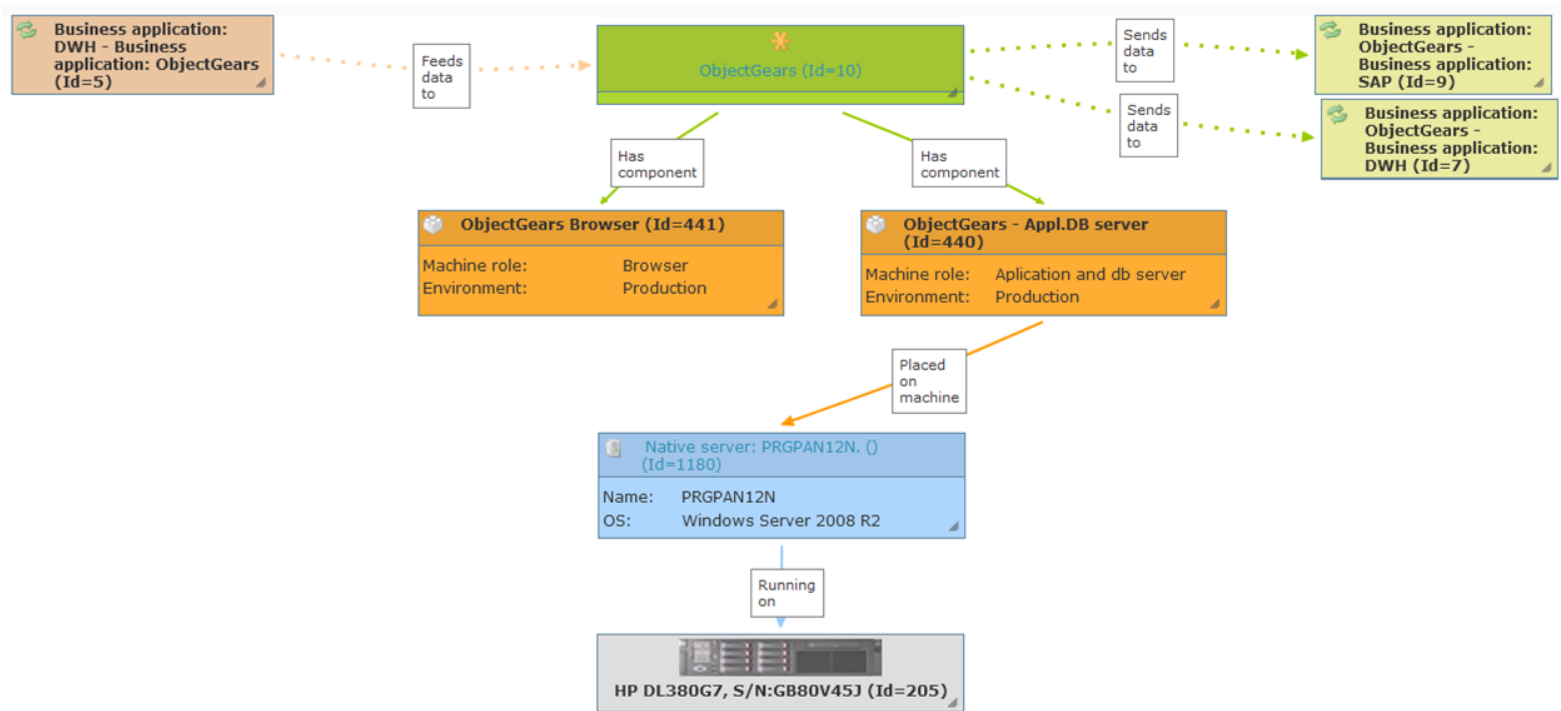 Business application:
DWH - Business
application: ObjectGears
(Id=5)
Feeds
data
to
ObjectGears (Id=10)
Sends
data
to
Business application:
ObjectGears -
Business application:
SAP (Id=9)
Sends
data
to
Business application:
ObjectGears -
Business application:
DWH (Id=7)
Has
component
Has
component
ObjectGears Browser (Id=441)
Machine role: Browser
Environment: Production
ObjectGears - Appl.DB server
(Id=440)
Machine role: Aplication and db server
Environment: Production
Placed
on
machine
Native server: PRGPAN12N. ()
(Id=1180)
Name: PRGPAN12N
OS: Windows Server 2008 R2
Running
on
HP DL380G7, S/N:GB80V45J (Id=205)